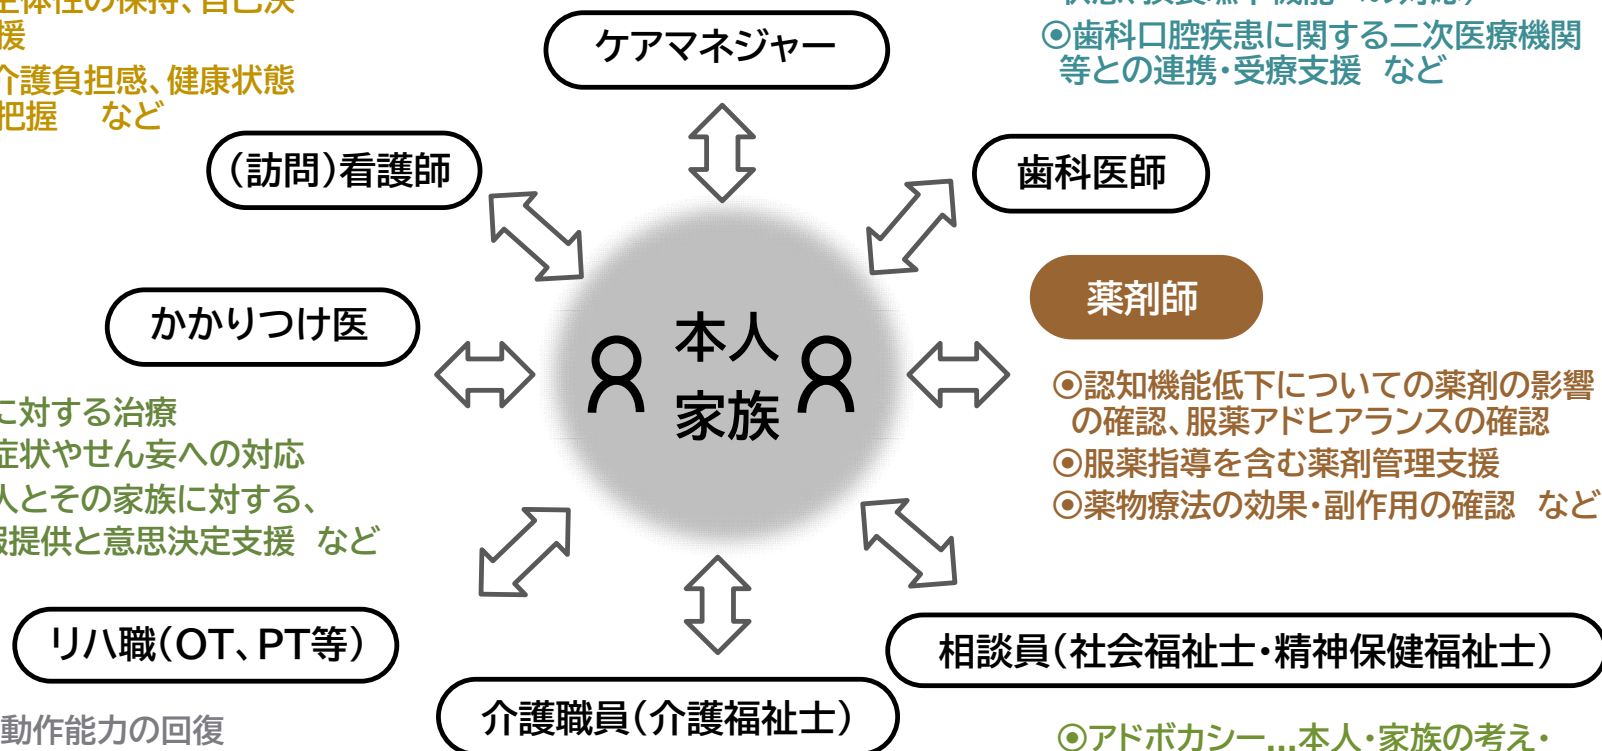 主体性の保持、自己決
援
介護負担感、健康状態
把握　など
ケアマネジャー
◉歯科口腔疾患に関する二次医療機関
等との連携・受療支援　など
（訪問）看護師
歯科医師
かかりつけ医
本人
家族
薬剤師
◉認知機能低下についての薬剤の影響
の確認、服薬アドヒアランスの確認
◉服薬指導を含む薬剤管理支援
◉薬物療法の効果・副作用の確認　など
に対する治療
症状やせん妄への対応
人とその家族に対する、
報提供と意思決定支援　など
リハ職（OT、PT等）
動作能力の回復
介護職員（介護福祉士）
相談員（社会福祉士・精神保健福祉士）
◉アドボカシー…本人・家族の考え・